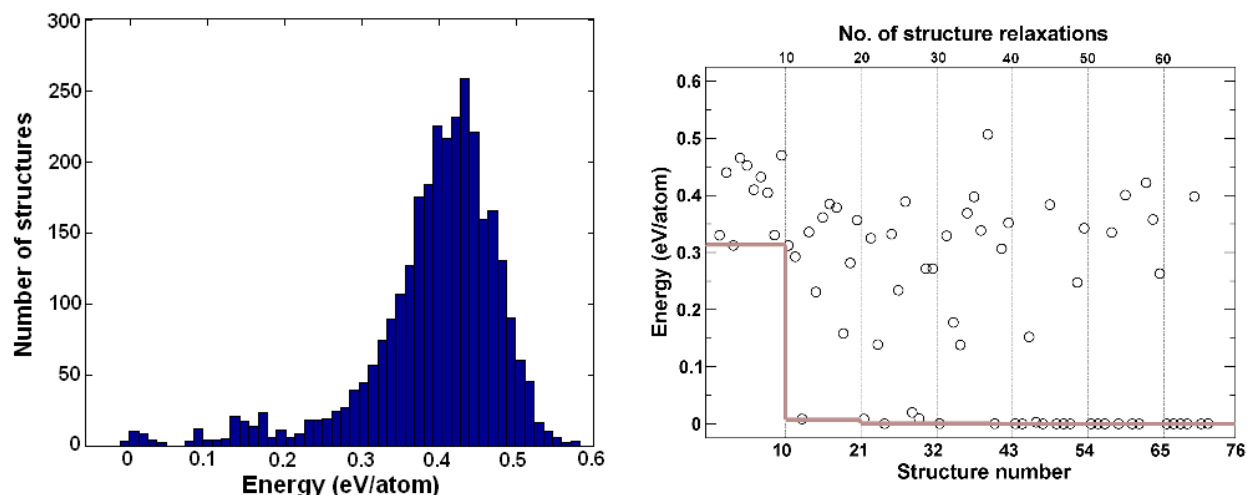 300
250
200
150
100
50
0
Number of structures
0 0.1 0.2 0.3 0.4 0.5 0.6
Energy (eV/atom)
No. of structure relaxations
10 20 32 42 54 60
0.6
0.5
0.4
0.3
0.2
0.1
0
Energy (eV/atom)
10 21 32 43 54 65 76
Structure number